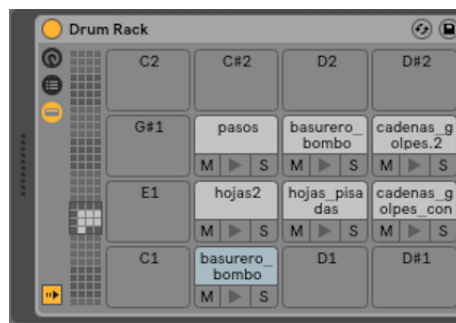 Drum Rack
C2 C#2 D2 D#2
G#1 pasos basurero_ cadenas_g
bombo olpes.2
M S M S M S
E1 hojas2 hojas_pisa cadenas_g
das olpes_con
M S M S M S
C1 basurero_ D1 D#1
bombo
M S